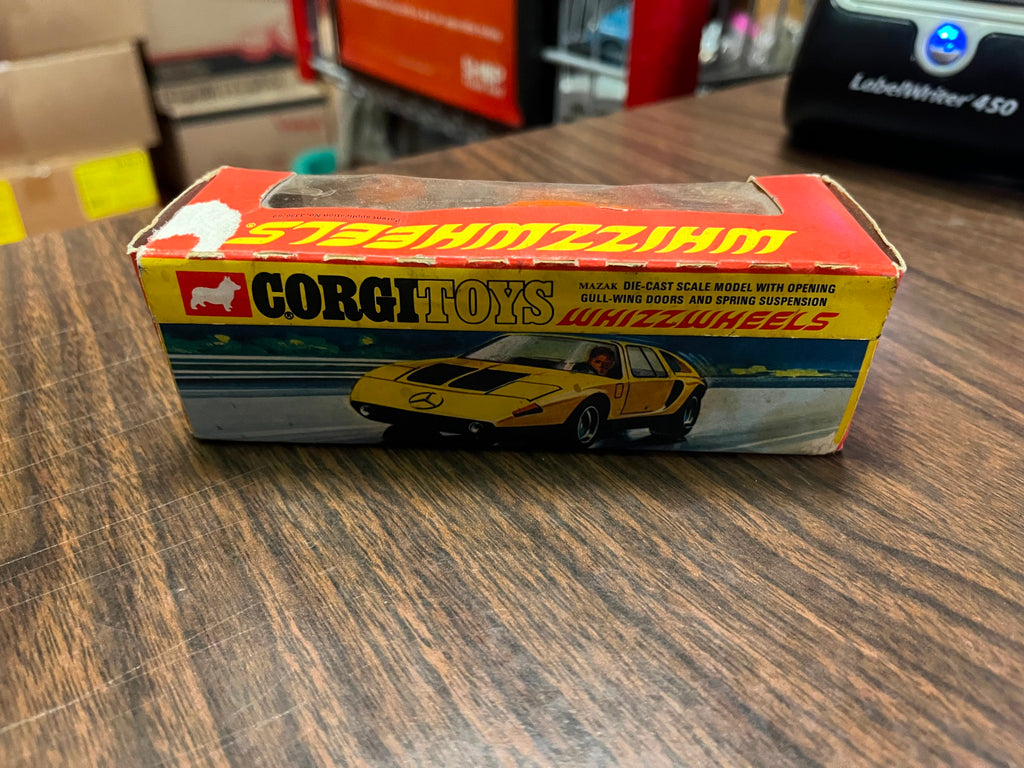 LabelWriter 450
WHIZZWHEELS®
CORGI TOYS
MAZAK DIE-CAST SCALE MODEL WITH OPENING
GULL-WING DOORS AND SPRING SUSPENSION
WHIZZWHEELS